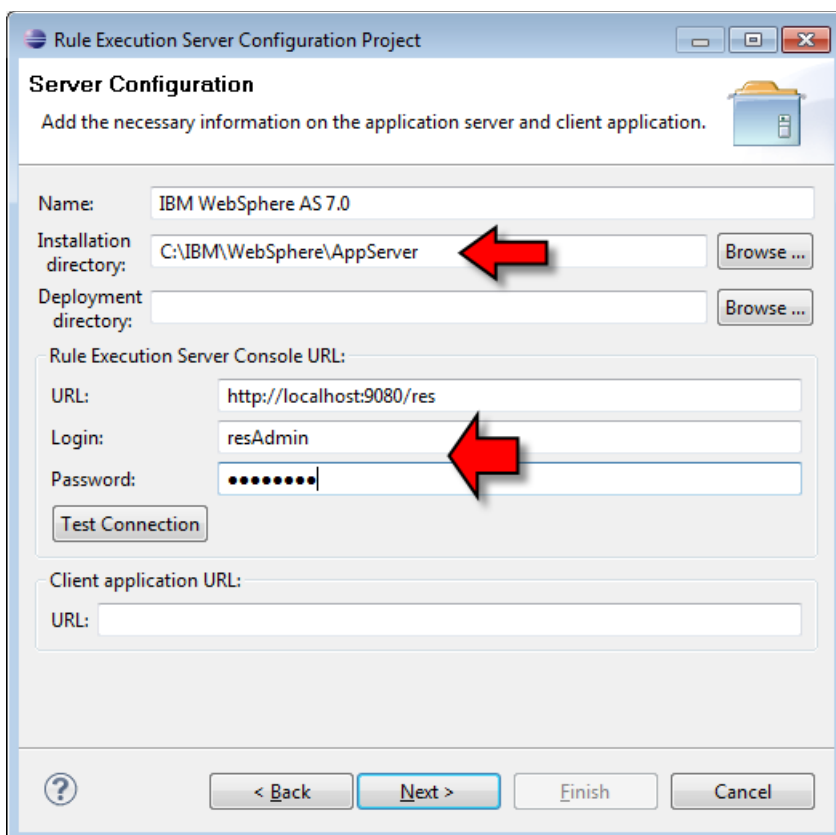 Rule Execution Server Configuration Project
Server Configuration
Add the necessary information on the application server and client application.
Name: IBM WebSphere AS 7.0
Installation directory: C:\IBM\WebSphere\AppServer Browse ...
Deployment directory: Browse ...
Rule Execution Server Console URL:
URL: http://localhost:9080/res
Login: resAdmin
Password: ●●●●●●●●
Test Connection
Client application URL:
URL:
? < Back Next > Finish Cancel